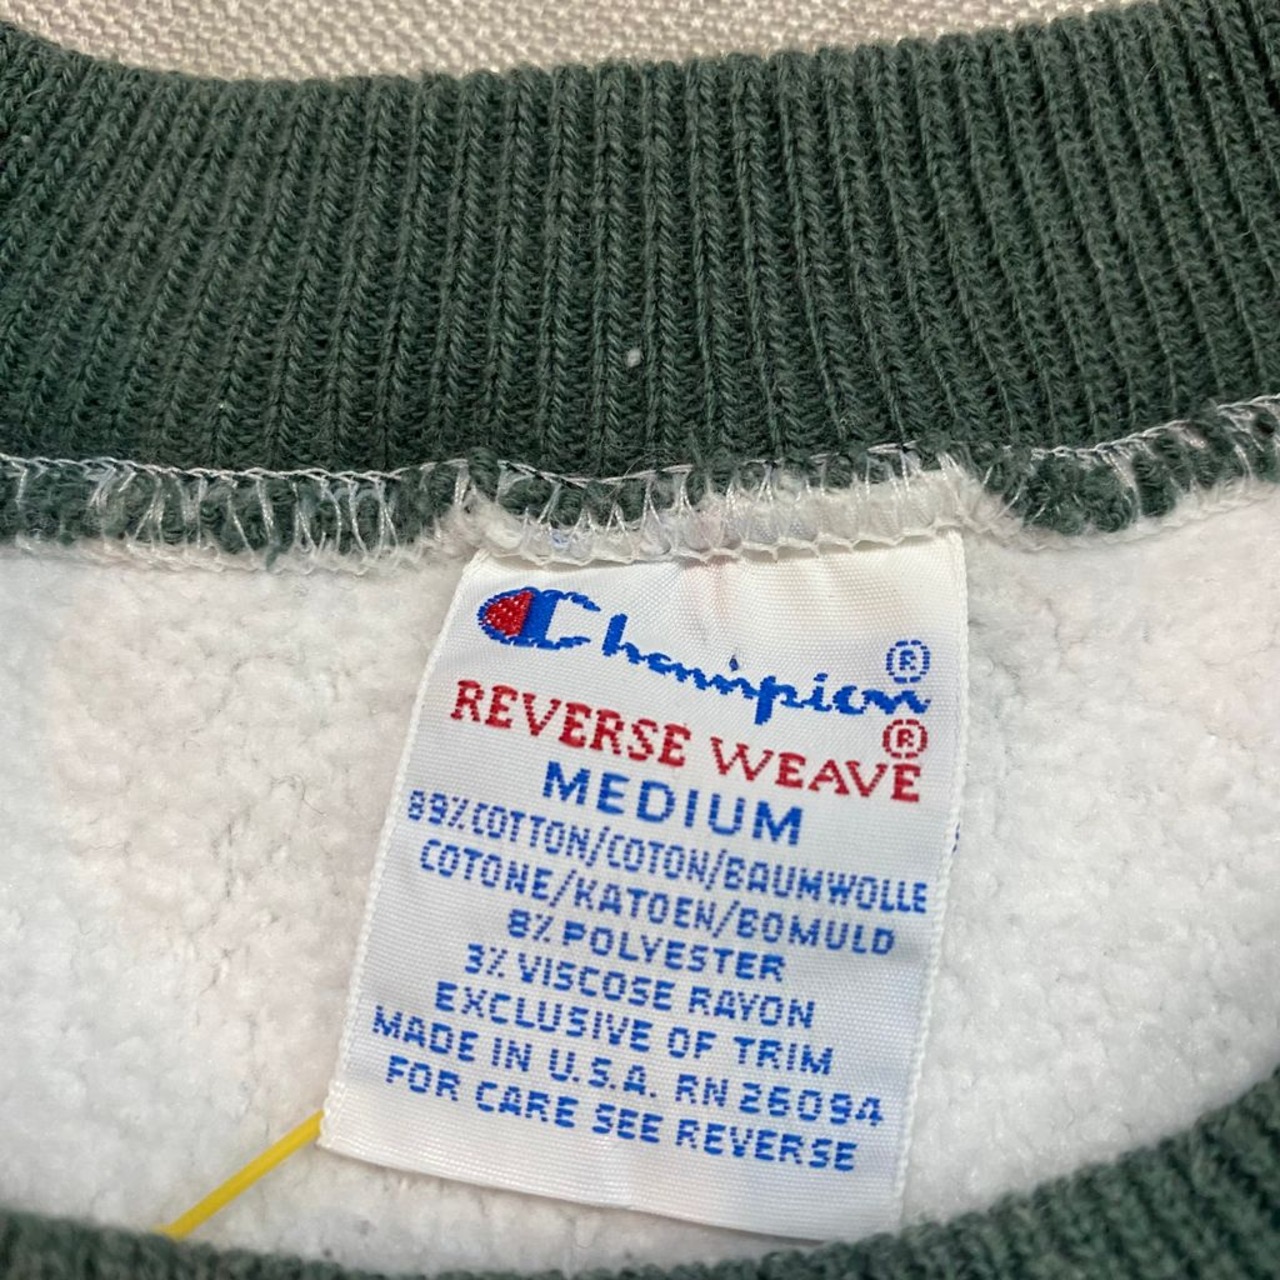 Champion®
REVERSE WEAVE®
MEDIUM
89%COTTON/COTON/BAUMWOLLE
COTONE/KATOEN/BOMULD
8% POLYESTER
3% VISCOSE RAYON
EXCLUSIVE OF TRIM
MADE IN U.S.A. RN 26094
FOR CARE SEE REVERSE